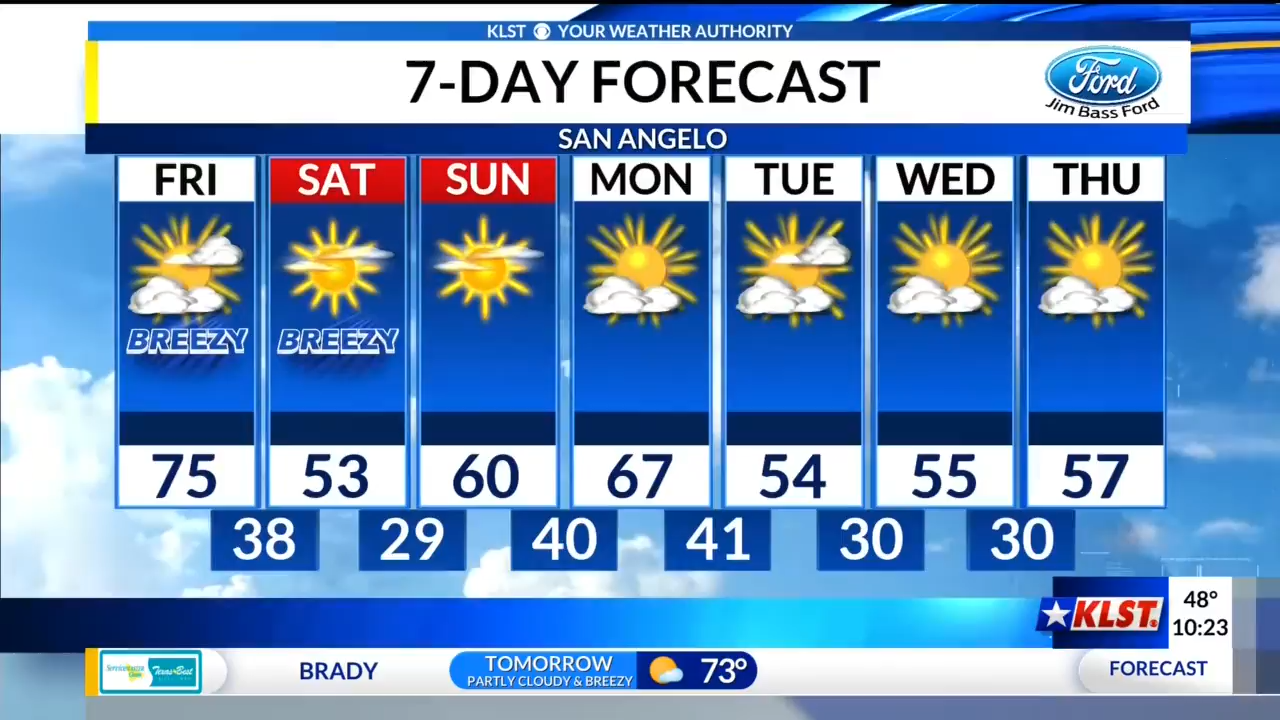 KLST YOUR WEATHER AUTHORITY
7-DAY FORECAST
Ford
Jim Bass Ford
SAN ANGELO
FRI SAT SUN MON TUE WED THU
BREEZY BREEZY
75 53 60 67 54 55 57
38 29 40 41 30 30
KLST
48°
10:23
Texas Best
BRADY
TOMORROW
PARTLY CLOUDY & BREEZY
73°
FORECAST